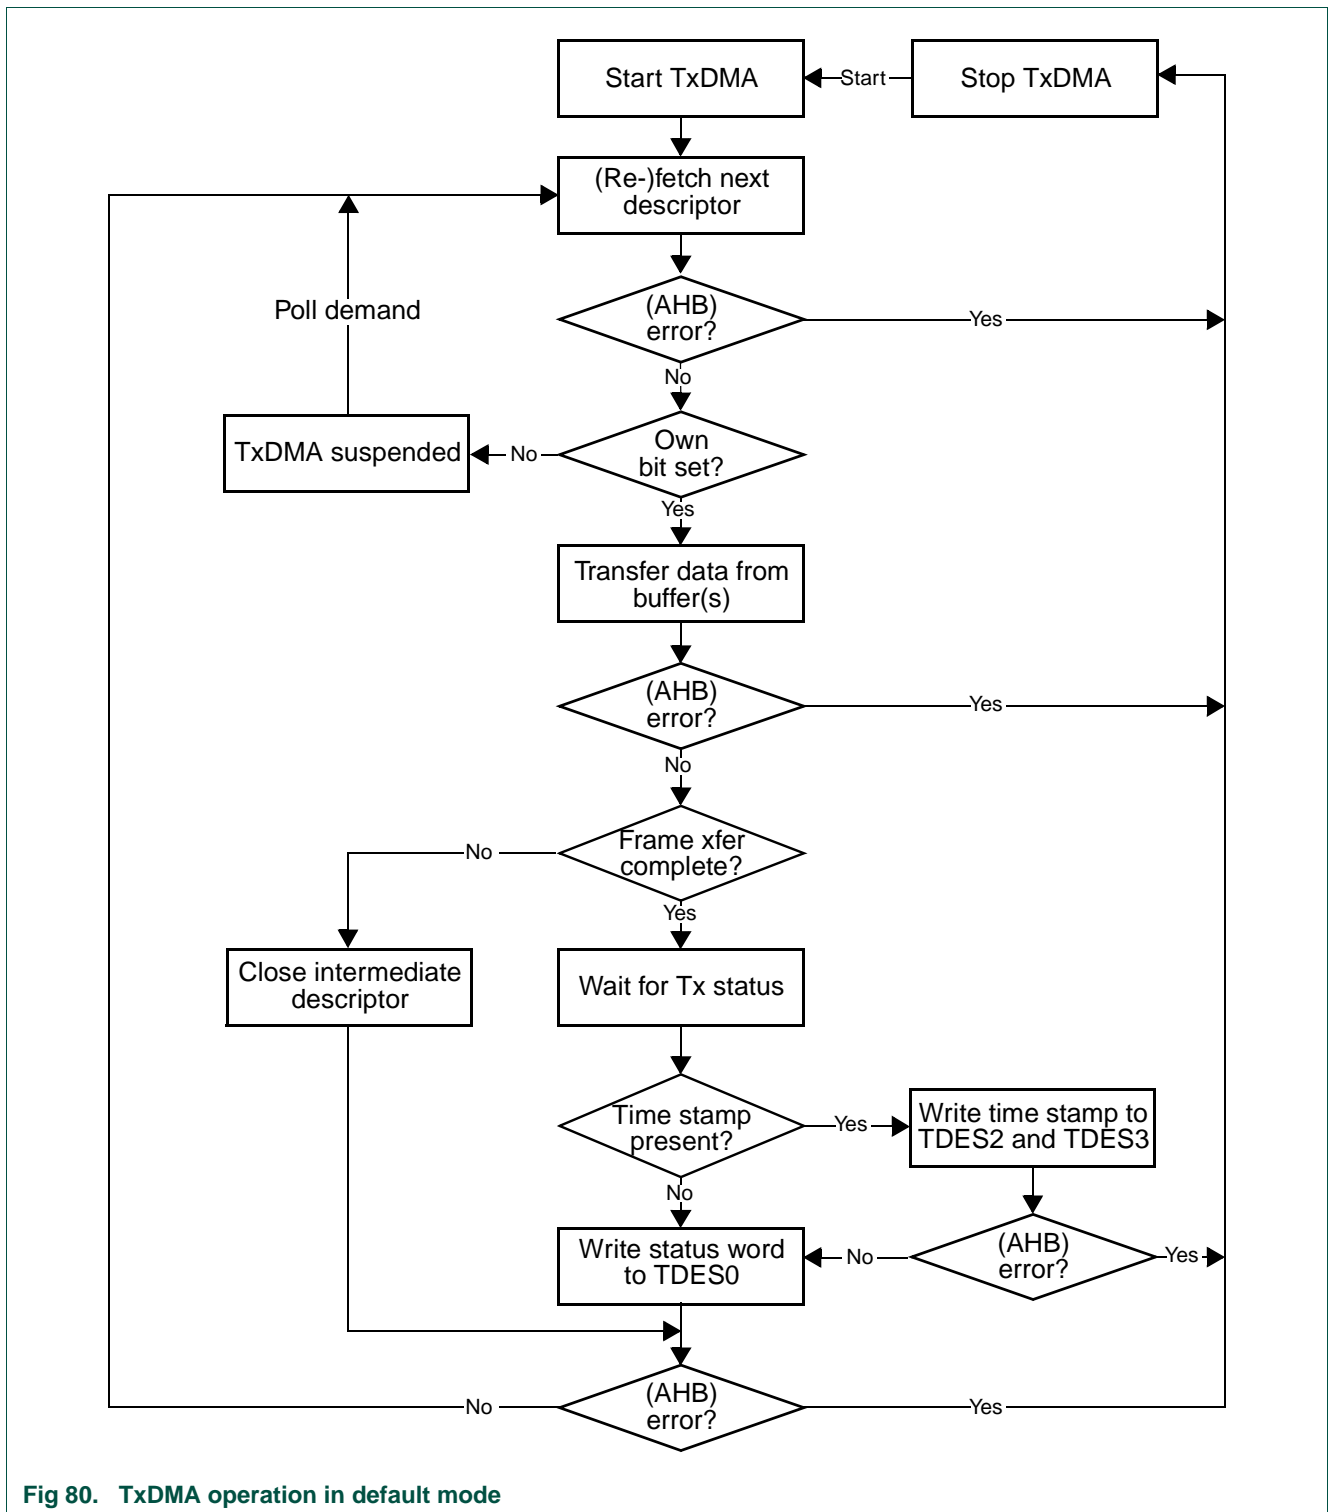 Start TxDMA
Start
Stop TxDMA
(Re-)fetch next
descriptor
Poll demand
(AHB)
error?
Yes
No
TxDMA suspended
No
Own
bit set?
Yes
Transfer data from
buffer(s)
(AHB)
error?
Yes
No
Frame xfer
complete?
No
Yes
Close intermediate
descriptor
Wait for Tx status
Time stamp
present?
Yes
Write time stamp to
TDES2 and TDES3
No
Write status word
to TDES0
No
(AHB)
error?
Yes
No
(AHB)
error?
Yes
Fig 80. TxDMA operation in default mode